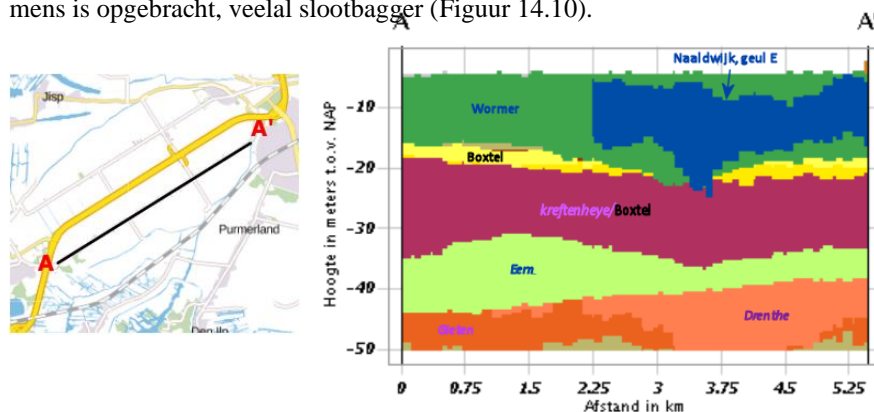 mens is opgebracht, veelal slootbagger (Figuur 14.10).
A
A'
Jisp
A'
Purmerland
A
Hoogte in meters t.o.v. NAP
Naaldwijk, geul E
-10
Wormer
Boxtel
-20
kreftenheye/Boxtel
-30
Eem
-40
Gieten
Drenthe
-50
0 0.75 1.5 2.25 3 3.75 4.5 5.25
Afstand in km